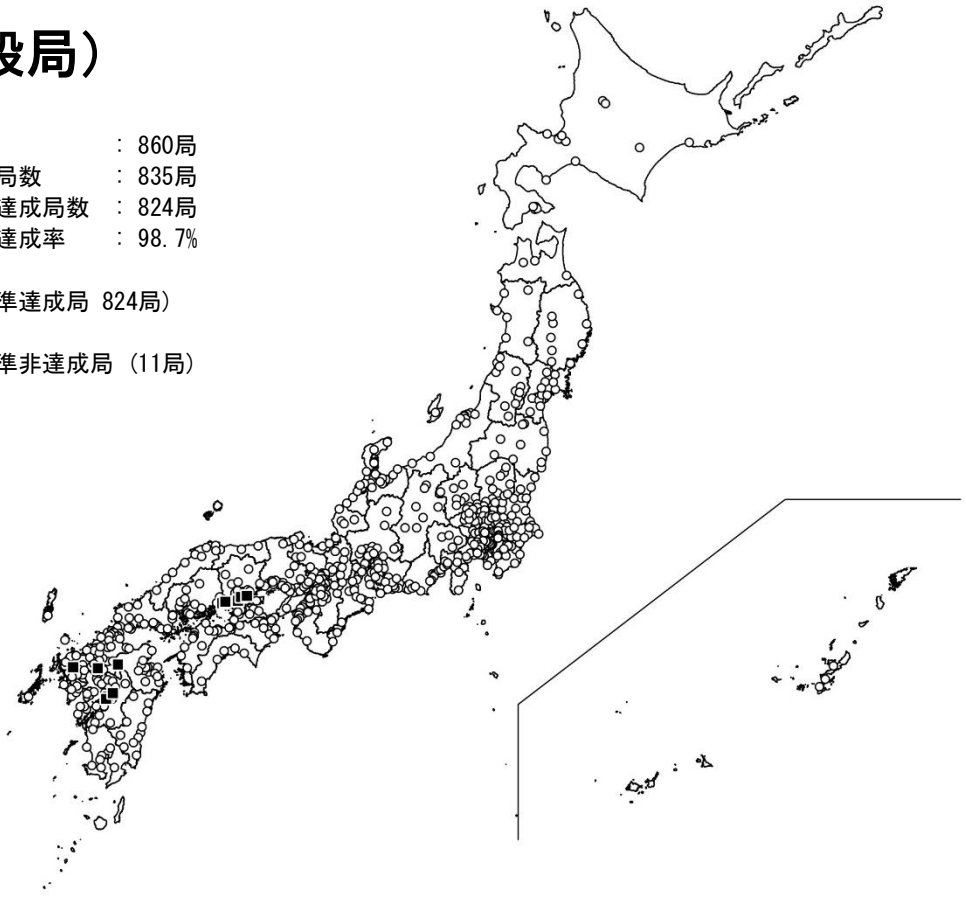 設局）
：860局
局数　：835局
達成局数　：824局
達成率　：98.7%
準達成局 824局）
準非達成局（11局）